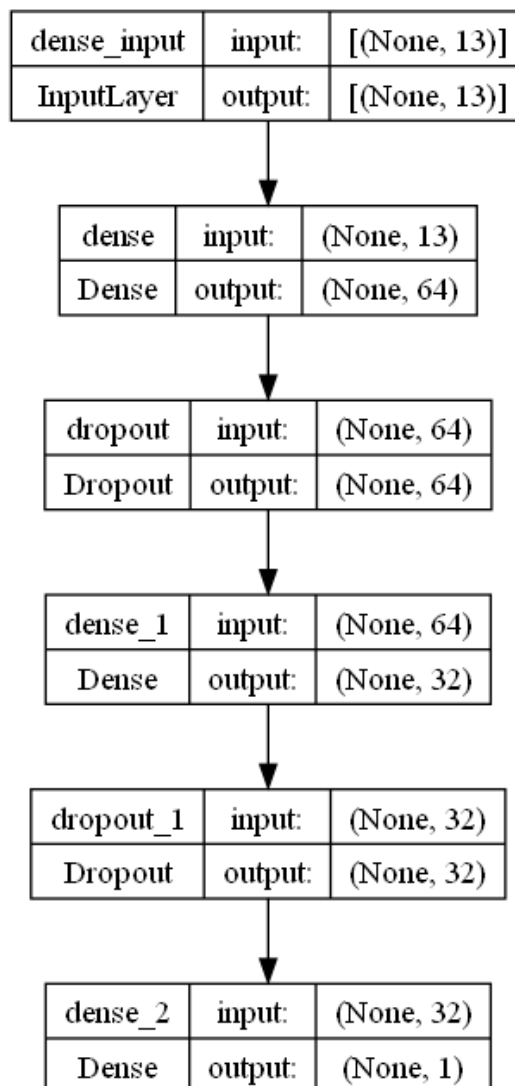 dense_input input: [(None, 13)]
InputLayer output: [(None, 13)]
dense input: (None, 13)
Dense output: (None, 64)
dropout input: (None, 64)
Dropout output: (None, 64)
dense_1 input: (None, 64)
Dense output: (None, 32)
dropout_1 input: (None, 32)
Dropout output: (None, 32)
dense_2 input: (None, 32)
Dense output: (None, 1)